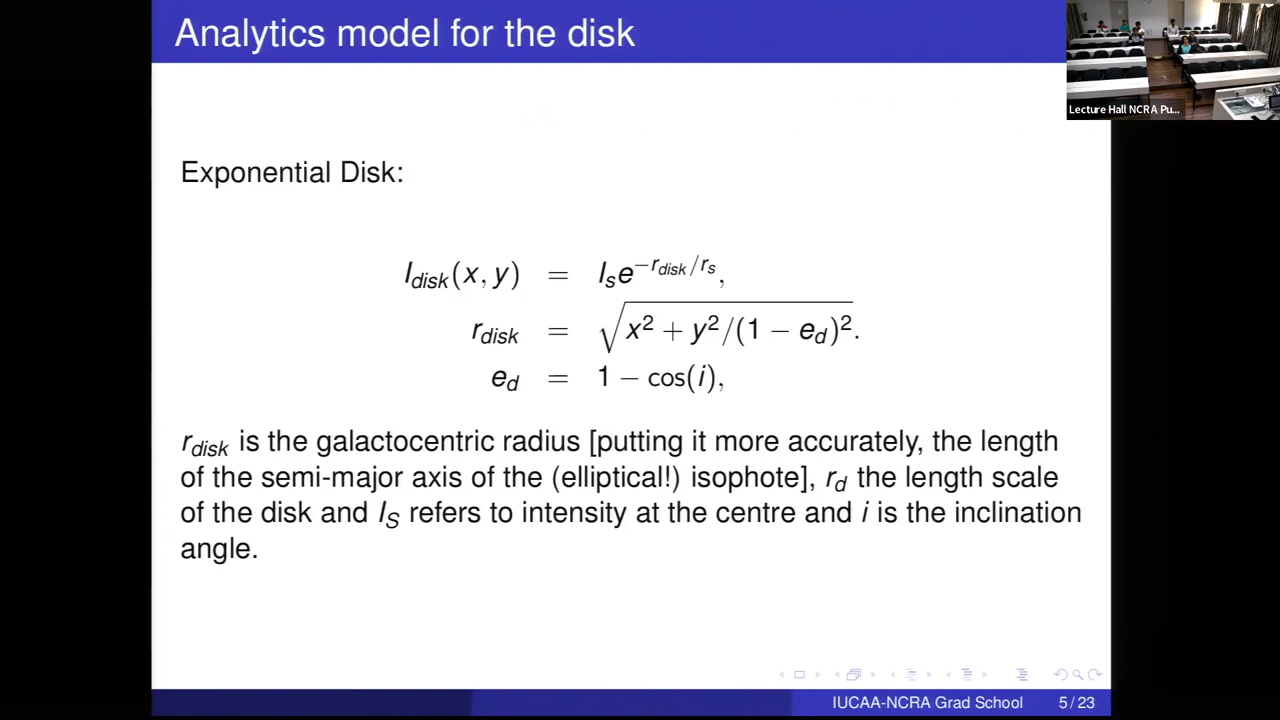 Analytics model for the disk
Lecture Hall NCRA Pu...
Exponential Disk:
I_disk(x, y) = I_s e^{−r_disk/r_s},
r_disk = √(x² + y²/(1 − e_d)²).
e_d = 1 − cos(i),
r_disk is the galactocentric radius [putting it more accurately, the length
of the semi-major axis of the (elliptical!) isophote], r_d the length scale
of the disk and I_S refers to intensity at the centre and i is the inclination
angle.
IUCAA-NCRA Grad School 5 / 23